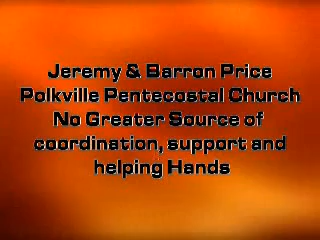 Jeremy & Barron Price
Polkville Pentecostal Church
No Greater Source of
coordination, support and
helping Hands